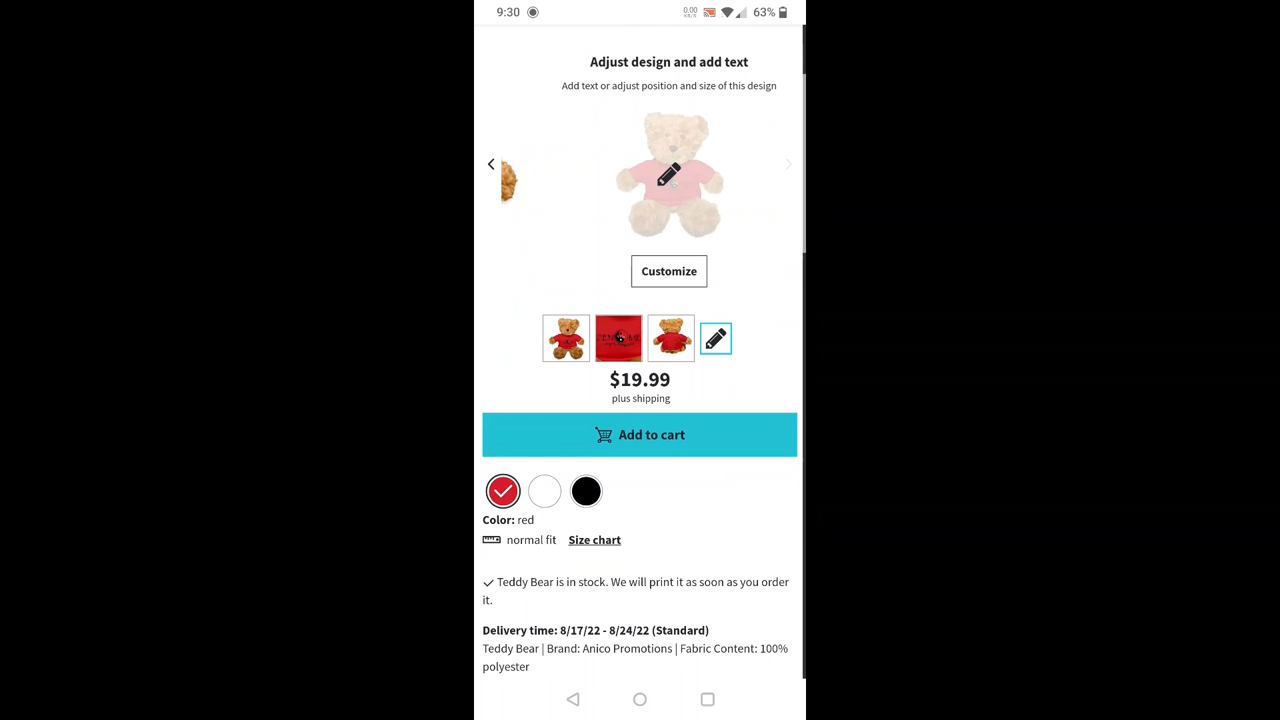 9:30
0.00
KB/S
63%
Adjust design and add text
Add text or adjust position and size of this design
Customize
$19.99
plus shipping
Add to cart
Color: red
normal fit Size chart
Teddy Bear is in stock. We will print it as soon as you order
it.
Delivery time: 8/17/22 - 8/24/22 (Standard)
Teddy Bear | Brand: Anico Promotions | Fabric Content: 100%
polyester